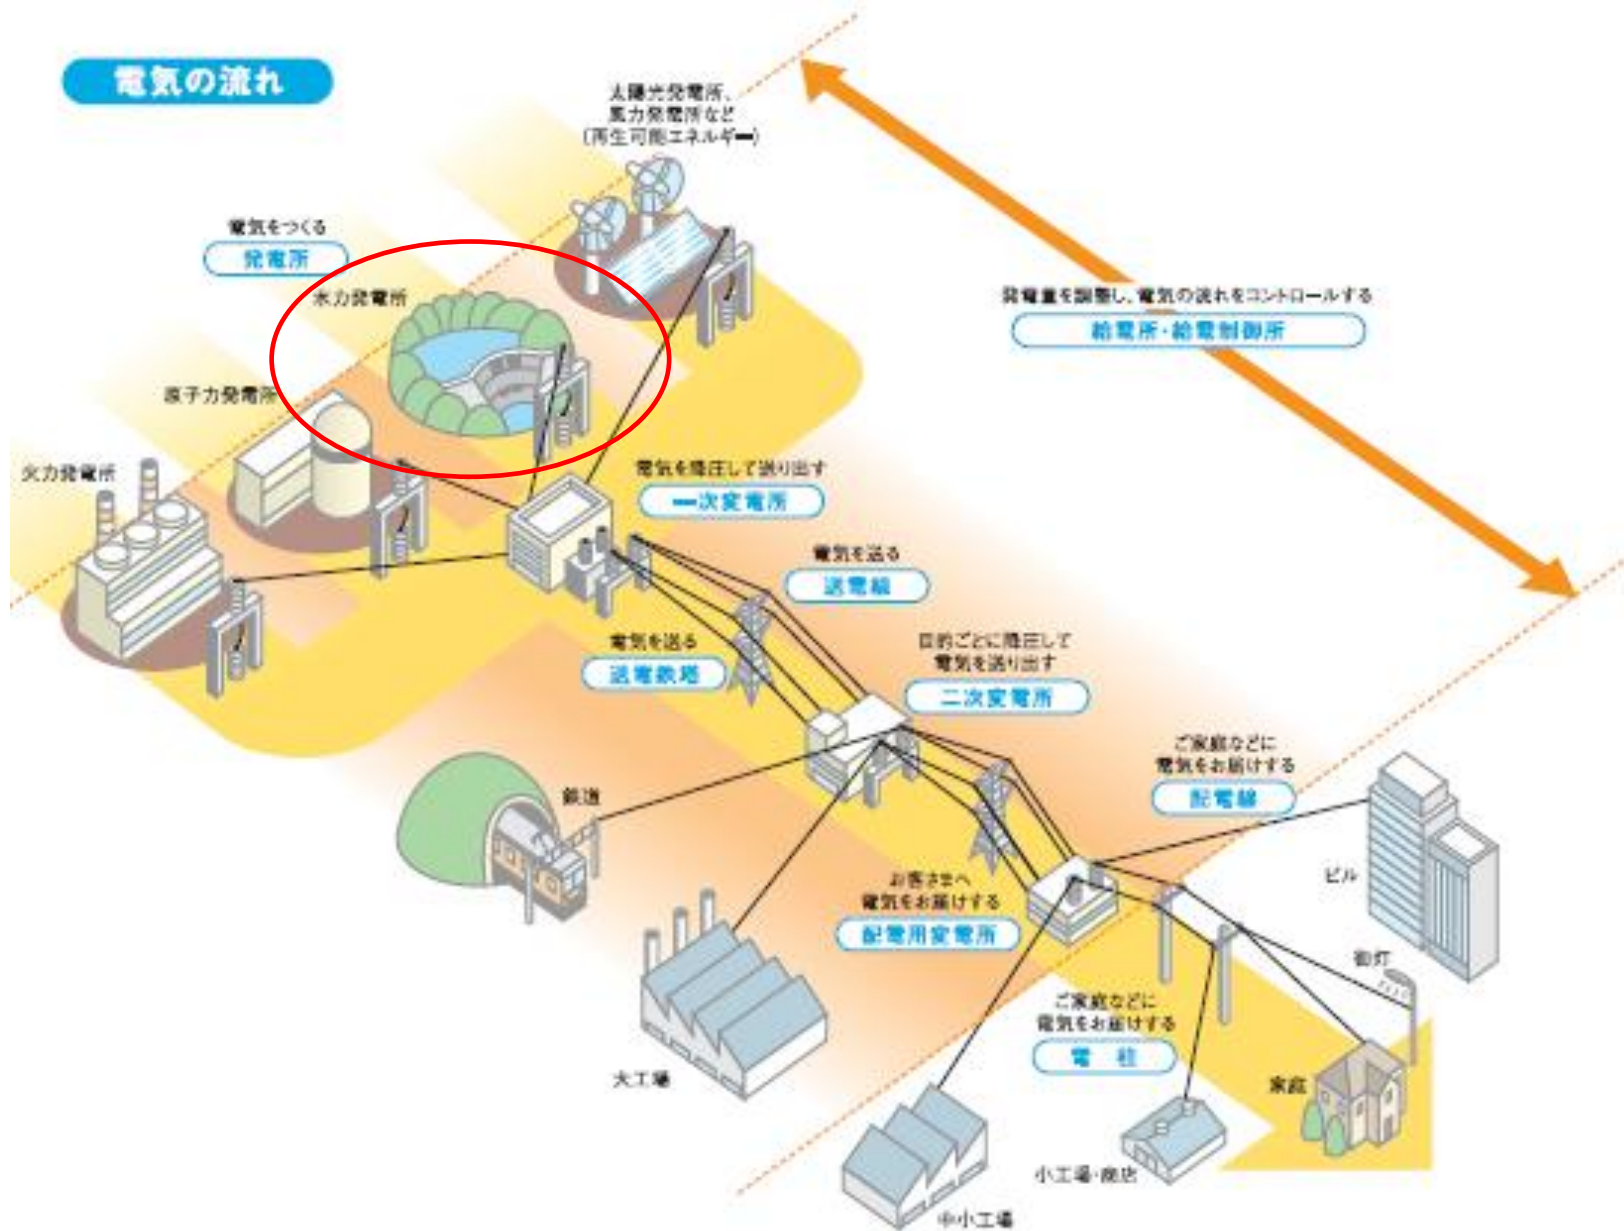 電気の流れ
太陽光発電所、
風力発電所など
(再生可能エネルギー)
電気をつくる
発電所
水力発電所
原子力発電所
火力発電所
発電量を調整し、電気の流れをコントロールする
給電所・給電制御所
電気を降圧して送り出す
一次変電所
電気を送る
送電線
電気を送る
送電鉄塔
目的ごとに降圧して
電気を送り出す
二次変電所
ご家庭などに
電気をお届けする
配電線
鉄道
ビル
お客さまへ
電気をお届けする
配電用変電所
街灯
ご家庭などに
電気をお届けする
電 柱
大工場
家庭
小工場・商店
中小工場